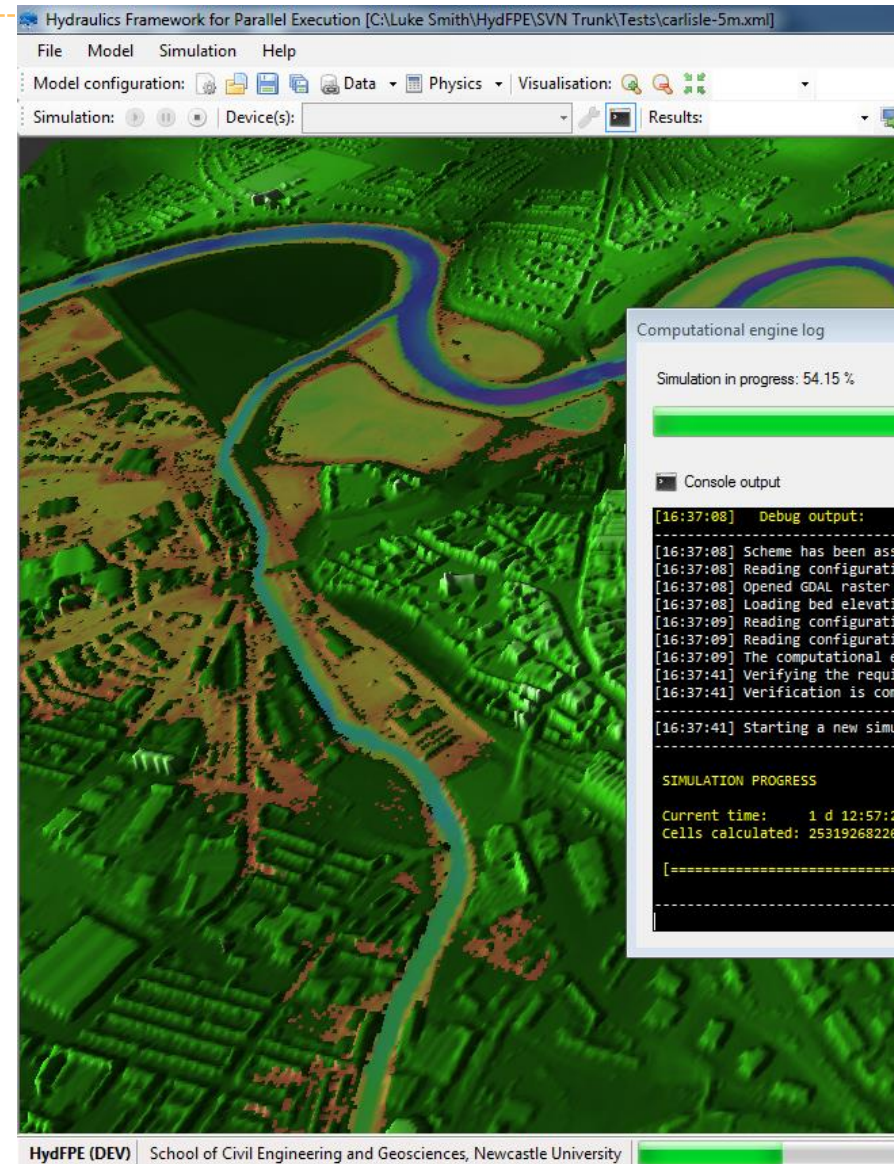 Hydraulics Framework for Parallel Execution [C:\Luke Smith\HydFPE\SVN Trunk\Tests\carlisle-5m.xml]
File Model Simulation Help
Model configuration: Data Physics Visualisation:
Simulation: Device(s): Results:
Computational engine log
Simulation in progress: 54.15 %
Console output
[16:37:08] Debug output:
[16:37:08] Scheme has been ass
[16:37:08] Reading configurati
[16:37:08] Opened GDAL raster
[16:37:08] Loading bed elevati
[16:37:09] Reading configurati
[16:37:09] Reading configurati
[16:37:09] The computational e
[16:37:41] Verifying the requi
[16:37:41] Verification is com
[16:37:41] Starting a new simu
SIMULATION PROGRESS
Current time: 1 d 12:57:2
Cells calculated: 25319268226
[============================
HydFPE (DEV) School of Civil Engineering and Geosciences, Newcastle University